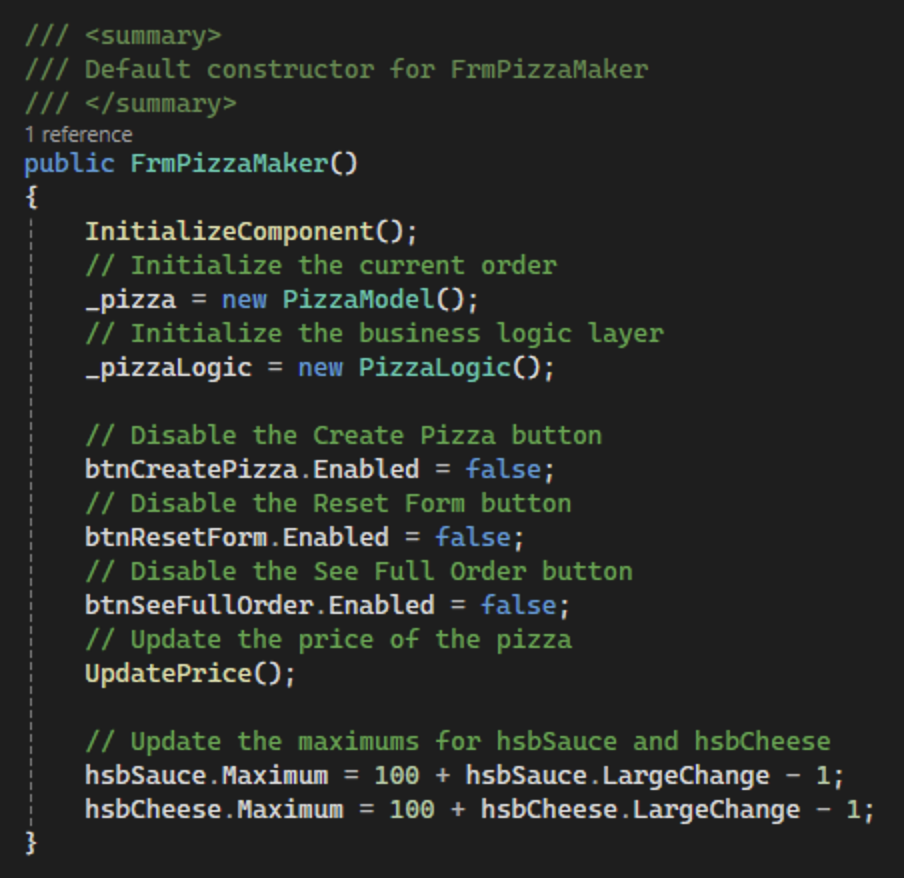 /// <summary>
/// Default constructor for FrmPizzaMaker
/// </summary>
1 reference
public FrmPizzaMaker()
{
    InitializeComponent();
    // Initialize the current order
    _pizza = new PizzaModel();
    // Initialize the business logic layer
    _pizzaLogic = new PizzaLogic();

    // Disable the Create Pizza button
    btnCreatePizza.Enabled = false;
    // Disable the Reset Form button
    btnResetForm.Enabled = false;
    // Disable the See Full Order button
    btnSeeFullOrder.Enabled = false;
    // Update the price of the pizza
    UpdatePrice();

    // Update the maximums for hsbSauce and hsbCheese
    hsbSauce.Maximum = 100 + hsbSauce.LargeChange - 1;
    hsbCheese.Maximum = 100 + hsbCheese.LargeChange - 1;
}